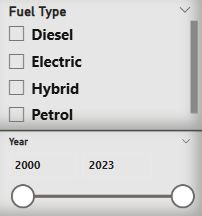 Fuel Type
Diesel
Electric
Hybrid
Petrol
Year
2000 2023